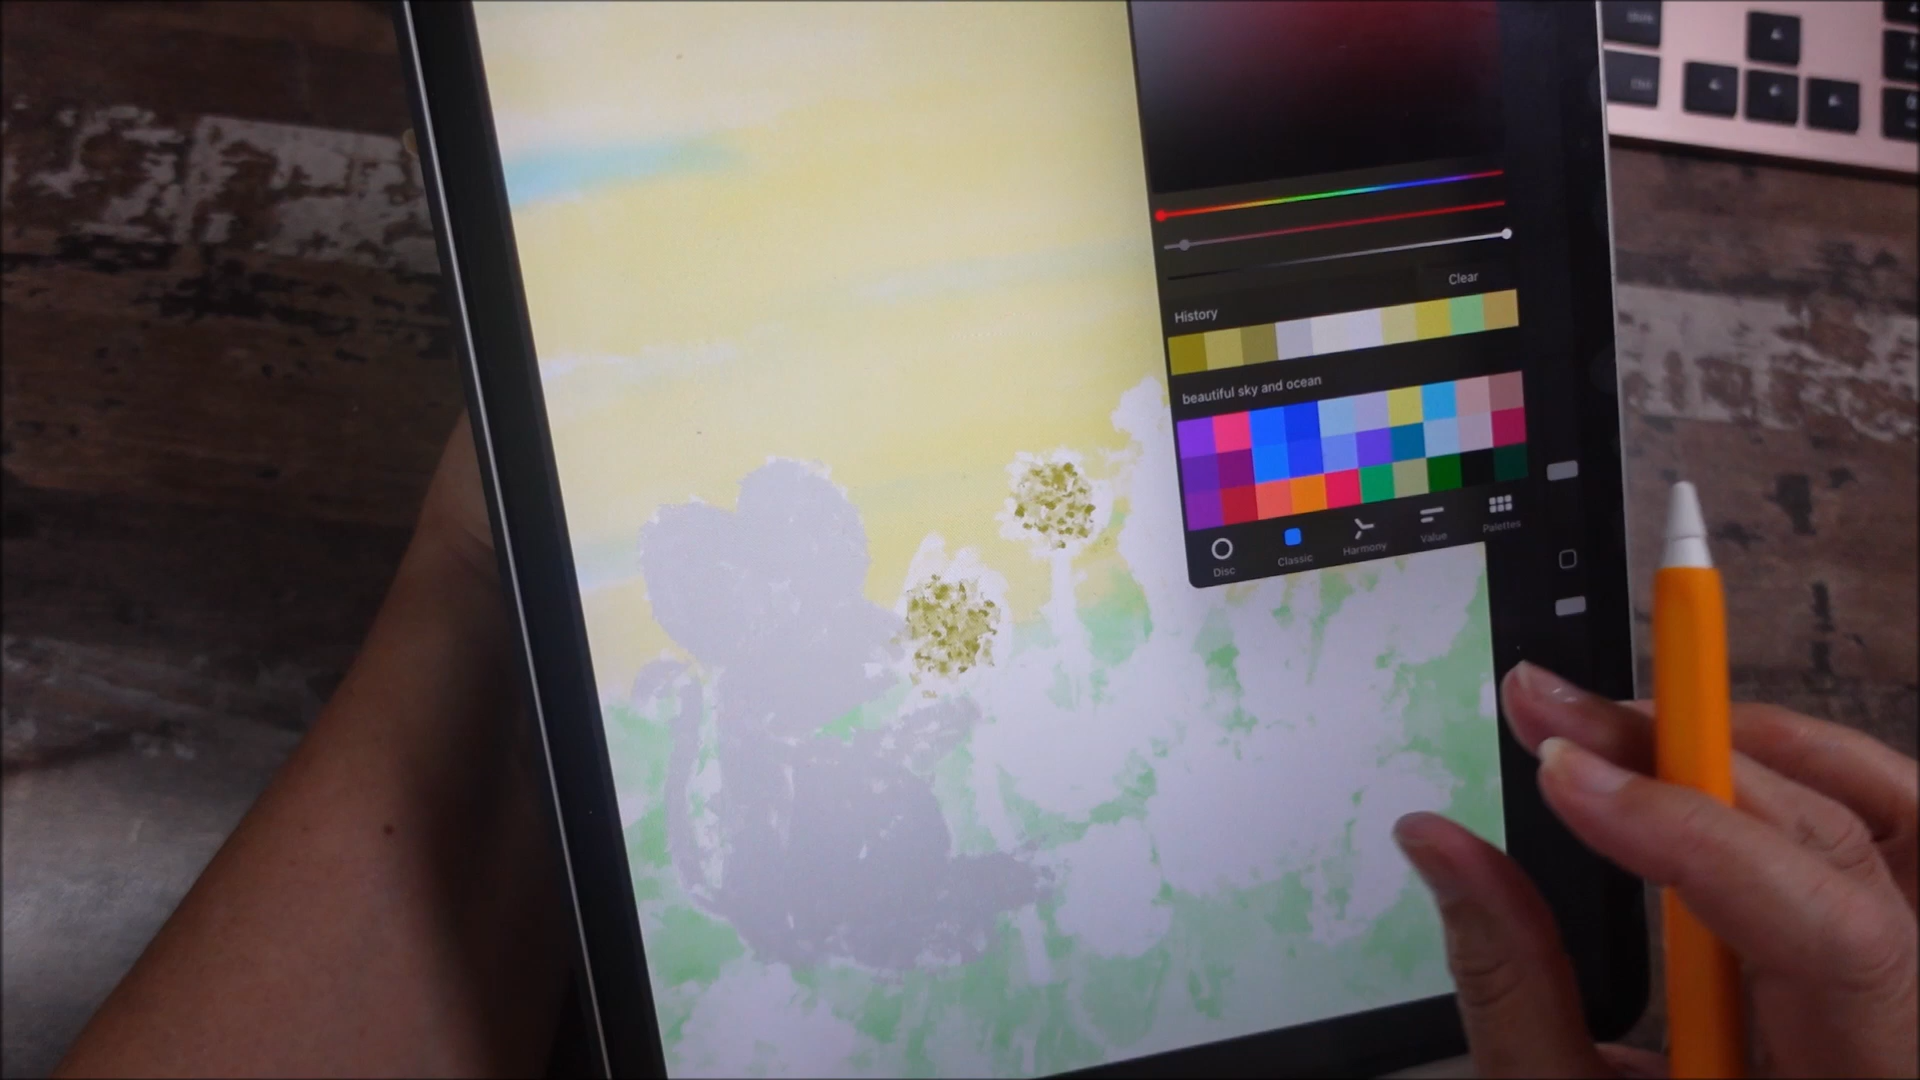 Clear
History
beautiful sky and ocean
Disc
Classic
Harmony
Value
Palettes